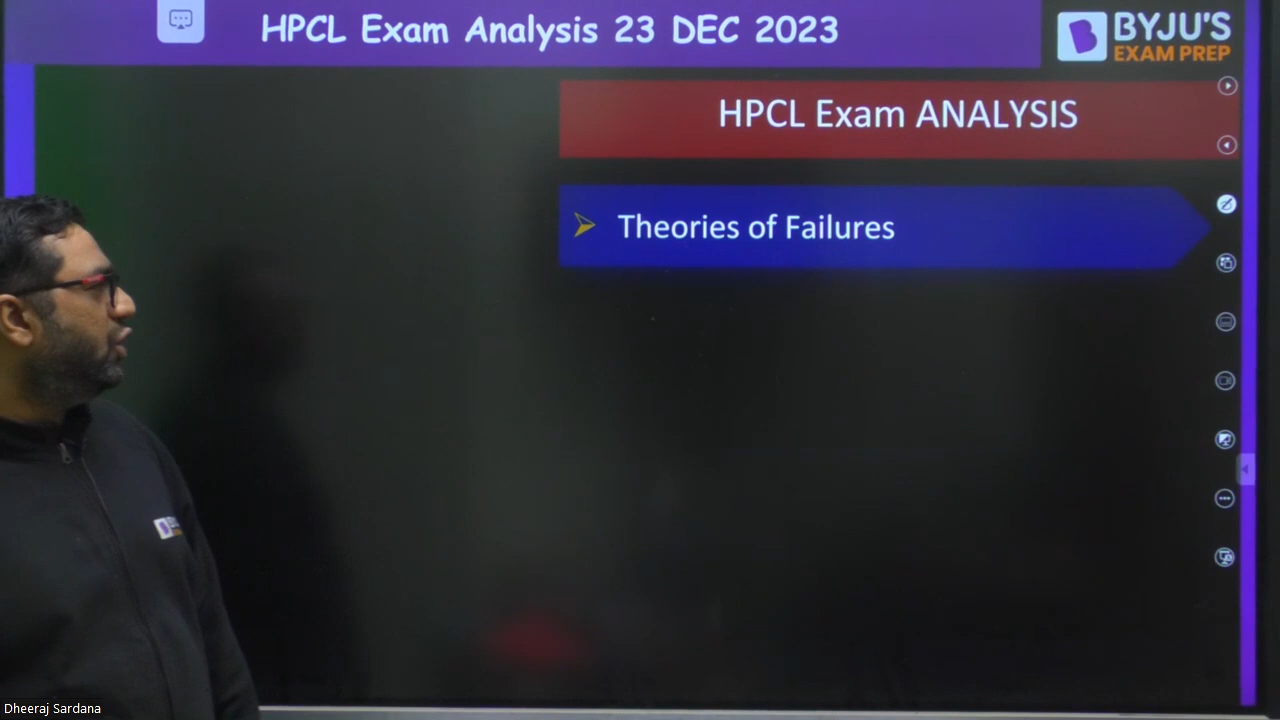 HPCL Exam Analysis 23 DEC 2023
BYJU'S
EXAM PREP
HPCL Exam ANALYSIS
Theories of Failures
Dheeraj Sardana